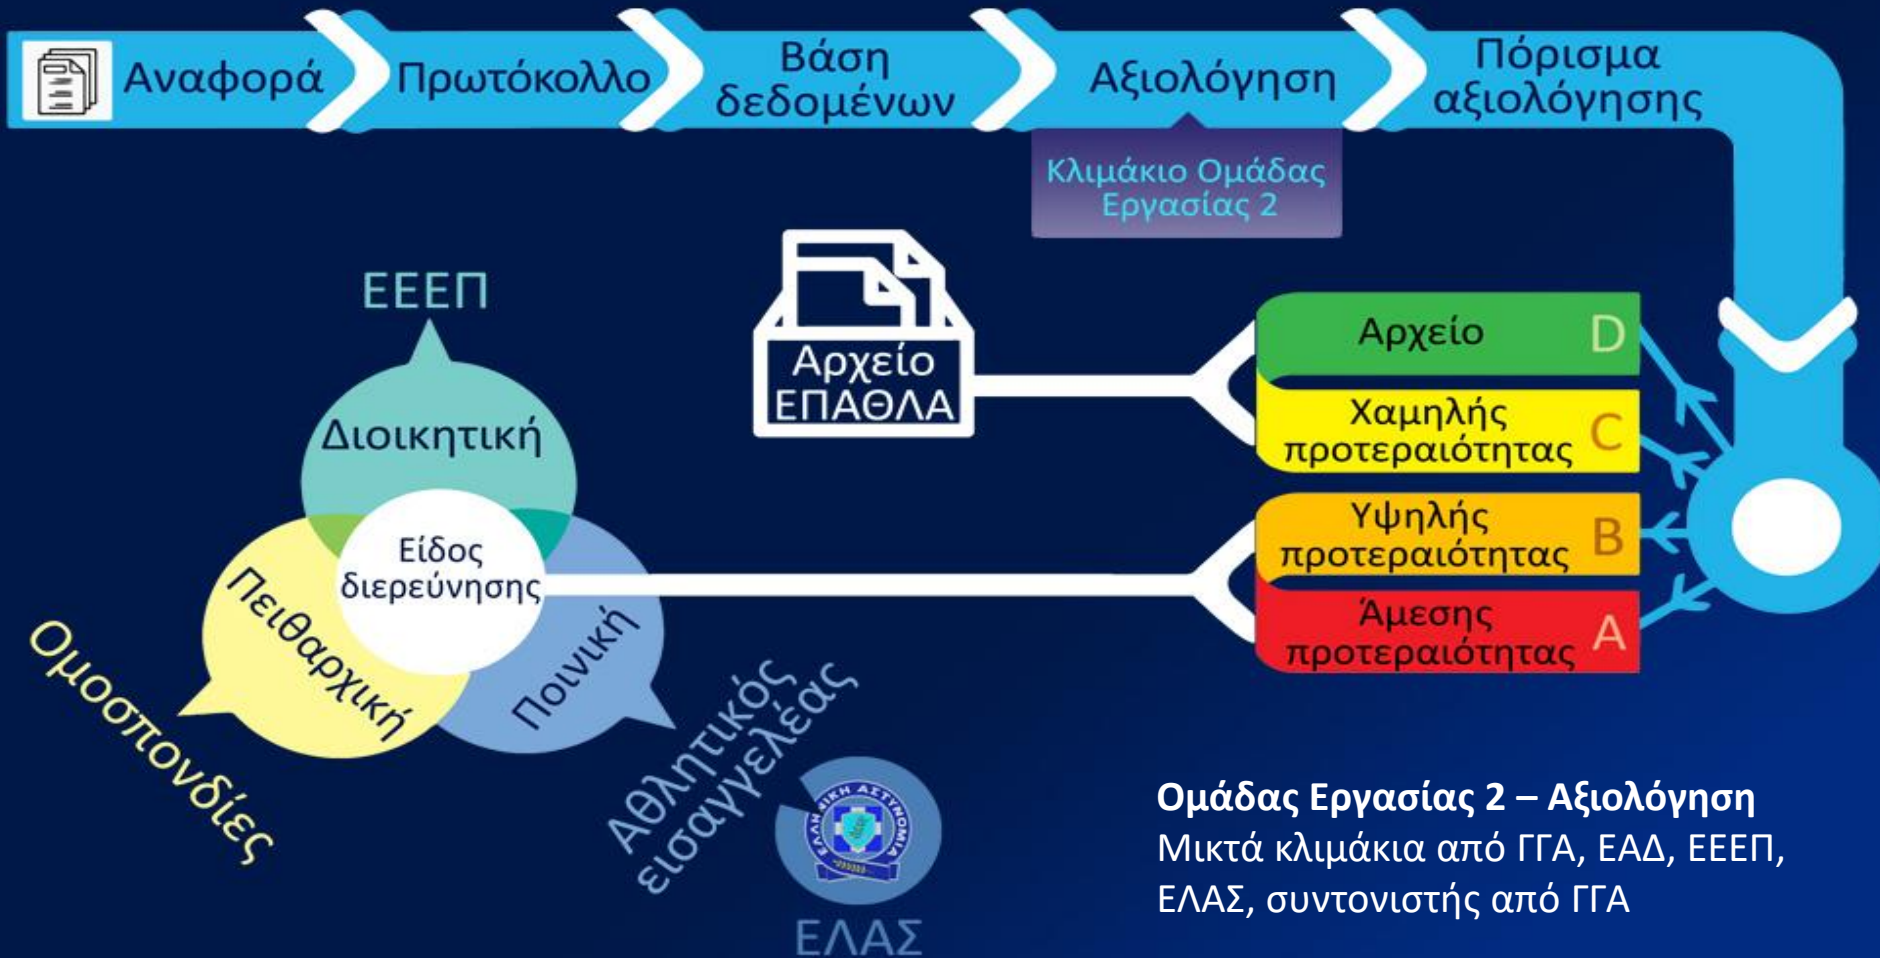 Αναφορά
Πρωτόκολλο
Βάση
δεδομένων
Αξιολόγηση
Πόρισμα
αξιολόγησης
Κλιμάκιο Ομάδας
Εργασίας 2
ΕΕΕΠ
Διοικητική
Είδος
διερεύνησης
Πειθαρχική
Ποινική
Ομοσπονδίες
Αθλητικός
εισαγγελέας
ΕΛΛΗΝΙΚΗ ΑΣΤΥΝΟΜΙΑ
ΕΛΑΣ
Αρχείο
ΕΠΑΘΛΑ
Αρχείο D
Χαμηλής
προτεραιότητας C
Υψηλής
προτεραιότητας B
Άμεσης
προτεραιότητας A
Ομάδας Εργασίας 2 – Αξιολόγηση
Μικτά κλιμάκια από ΓΓΑ, ΕΑΔ, ΕΕΕΠ,
ΕΛΑΣ, συντονιστής από ΓΓΑ